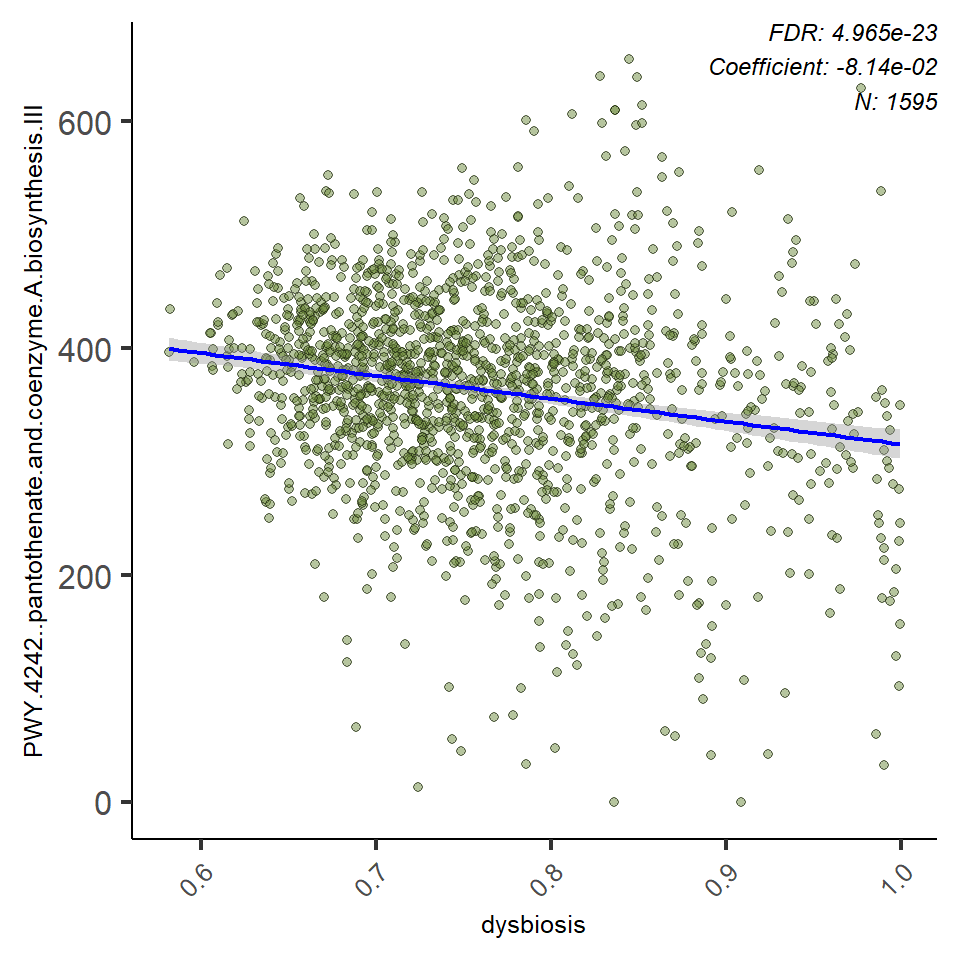 FDR: 4.965e-23
Coefficient: -8.14e-02
N: 1595
PWY.4242..pantothenate.and.coenzyme.A.biosynthesis.III
600
400
200
0
0.6
0.7
0.8
0.9
1.0
dysbiosis